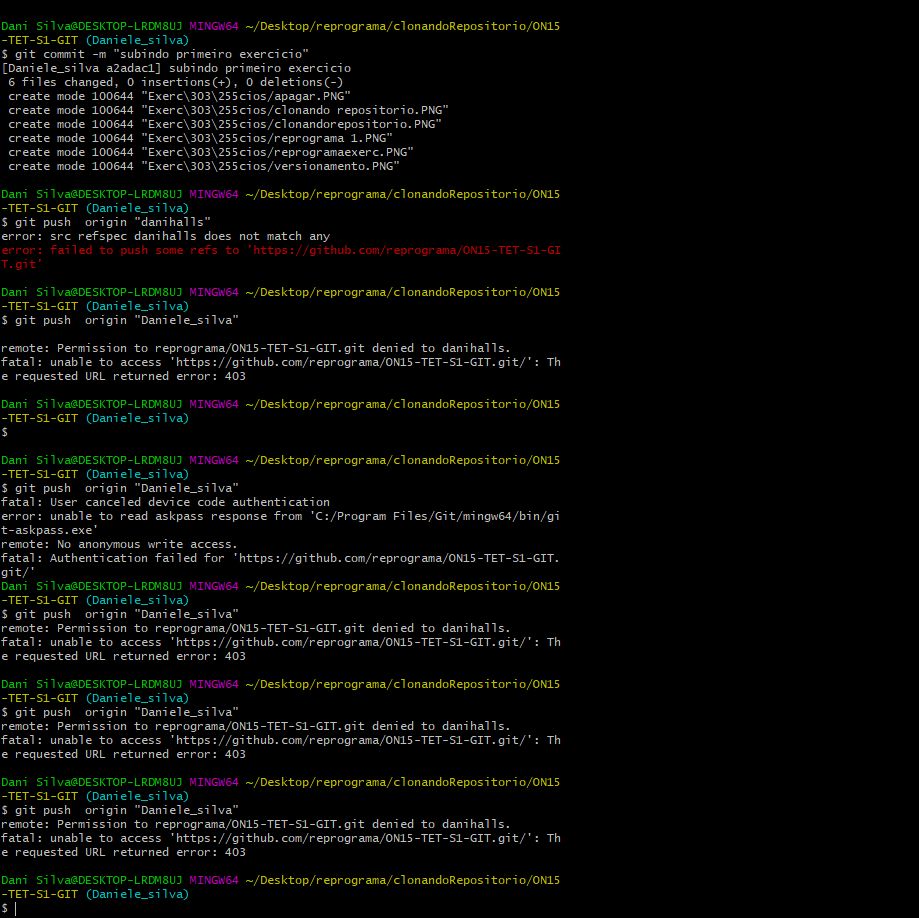 Dani Silva@DESKTOP-LRDM8UJ MINGW64 ~/Desktop/reprograma/clonandoRepositorio/ON15
-TET-S1-GIT (Daniele_silva)
$ git commit -m "subindo primeiro exercicio"
[Daniele_silva a2adac1] subindo primeiro exercicio
 6 files changed, 0 insertions(+), 0 deletions(-)
 create mode 100644 "Exerc\303\255cios/apagar.PNG"
 create mode 100644 "Exerc\303\255cios/clonando repositorio.PNG"
 create mode 100644 "Exerc\303\255cios/clonandorepositorio.PNG"
 create mode 100644 "Exerc\303\255cios/reprograma 1.PNG"
 create mode 100644 "Exerc\303\255cios/reprogramaexerc.PNG"
 create mode 100644 "Exerc\303\255cios/versionamento.PNG"

Dani Silva@DESKTOP-LRDM8UJ MINGW64 ~/Desktop/reprograma/clonandoRepositorio/ON15
-TET-S1-GIT (Daniele_silva)
$ git push  origin "danihalls"
error: src refspec danihalls does not match any
error: failed to push some refs to 'https://github.com/reprograma/ON15-TET-S1-GI
T.git'

Dani Silva@DESKTOP-LRDM8UJ MINGW64 ~/Desktop/reprograma/clonandoRepositorio/ON15
-TET-S1-GIT (Daniele_silva)
$ git push  origin "Daniele_silva"

remote: Permission to reprograma/ON15-TET-S1-GIT.git denied to danihalls.
fatal: unable to access 'https://github.com/reprograma/ON15-TET-S1-GIT.git/': Th
e requested URL returned error: 403

Dani Silva@DESKTOP-LRDM8UJ MINGW64 ~/Desktop/reprograma/clonandoRepositorio/ON15
-TET-S1-GIT (Daniele_silva)
$

Dani Silva@DESKTOP-LRDM8UJ MINGW64 ~/Desktop/reprograma/clonandoRepositorio/ON15
-TET-S1-GIT (Daniele_silva)
$ git push  origin "Daniele_silva"
fatal: User canceled device code authentication
error: unable to read askpass response from 'C:/Program Files/Git/mingw64/bin/gi
t-askpass.exe'
remote: No anonymous write access.
fatal: Authentication failed for 'https://github.com/reprograma/ON15-TET-S1-GIT.
git/'
Dani Silva@DESKTOP-LRDM8UJ MINGW64 ~/Desktop/reprograma/clonandoRepositorio/ON15
-TET-S1-GIT (Daniele_silva)
$ git push  origin "Daniele_silva"
remote: Permission to reprograma/ON15-TET-S1-GIT.git denied to danihalls.
fatal: unable to access 'https://github.com/reprograma/ON15-TET-S1-GIT.git/': Th
e requested URL returned error: 403

Dani Silva@DESKTOP-LRDM8UJ MINGW64 ~/Desktop/reprograma/clonandoRepositorio/ON15
-TET-S1-GIT (Daniele_silva)
$ git push  origin "Daniele_silva"
remote: Permission to reprograma/ON15-TET-S1-GIT.git denied to danihalls.
fatal: unable to access 'https://github.com/reprograma/ON15-TET-S1-GIT.git/': Th
e requested URL returned error: 403

Dani Silva@DESKTOP-LRDM8UJ MINGW64 ~/Desktop/reprograma/clonandoRepositorio/ON15
-TET-S1-GIT (Daniele_silva)
$ git push  origin "Daniele_silva"
remote: Permission to reprograma/ON15-TET-S1-GIT.git denied to danihalls.
fatal: unable to access 'https://github.com/reprograma/ON15-TET-S1-GIT.git/': Th
e requested URL returned error: 403

Dani Silva@DESKTOP-LRDM8UJ MINGW64 ~/Desktop/reprograma/clonandoRepositorio/ON15
-TET-S1-GIT (Daniele_silva)
$